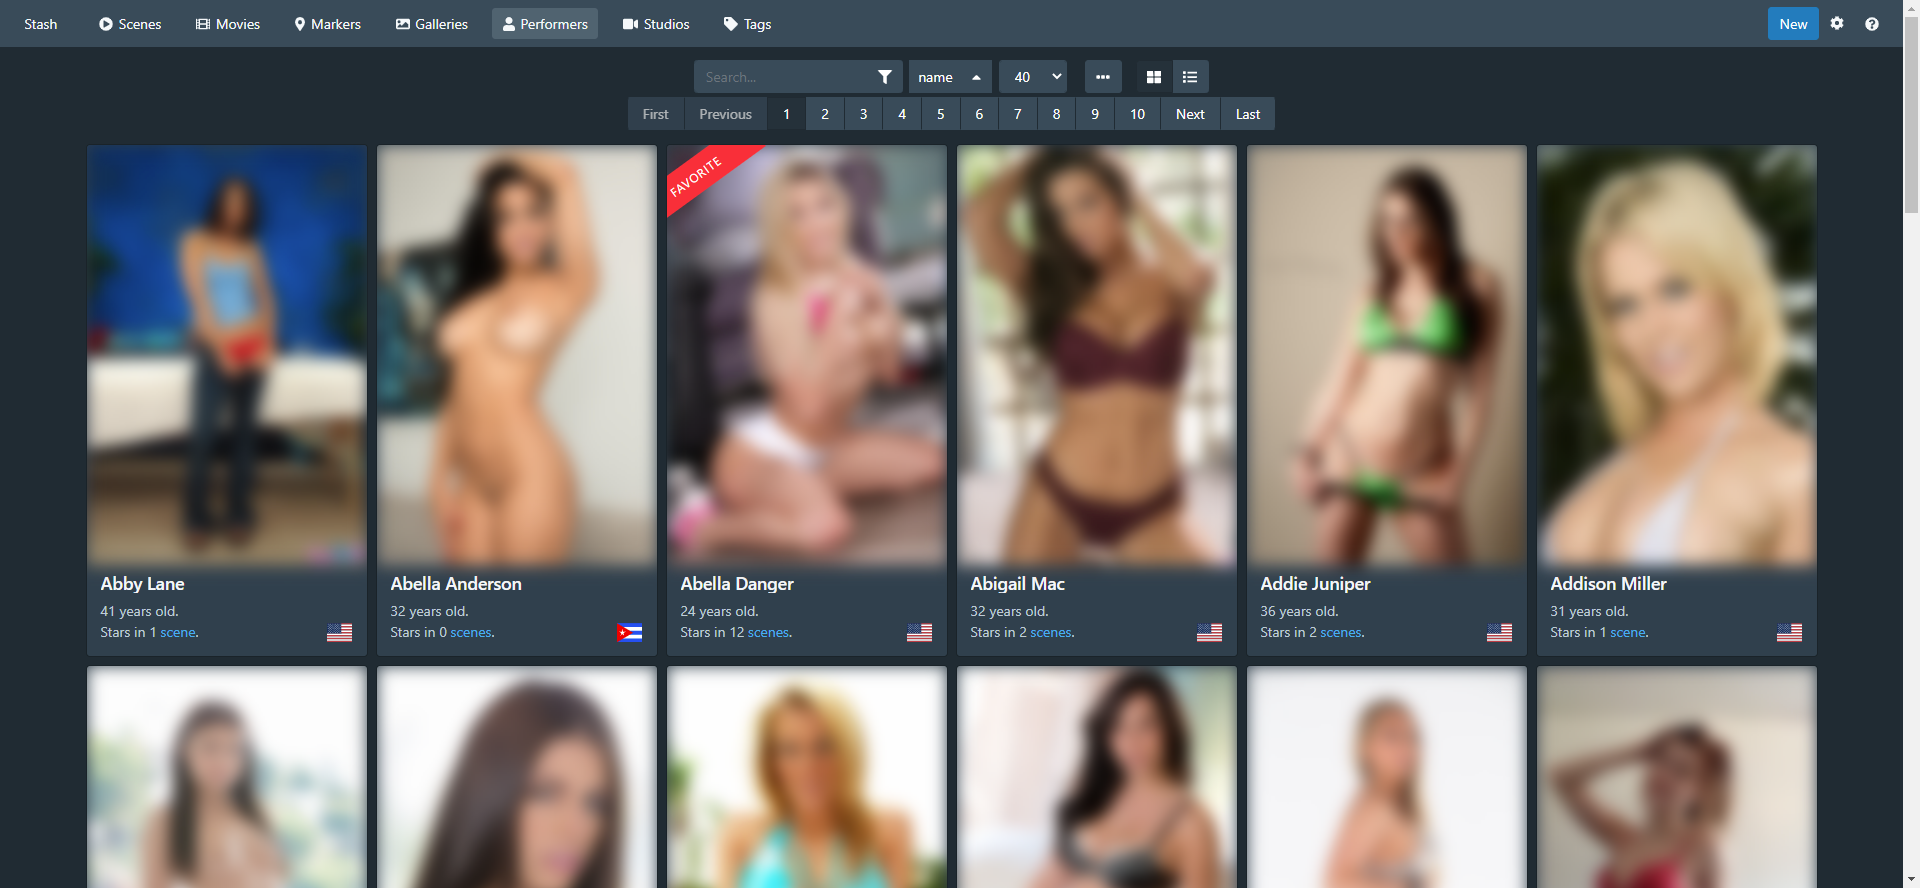 Stash Scenes Movies Markers Galleries Performers Studios Tags New
Search... name 40
First Previous 1 2 3 4 5 6 7 8 9 10 Next Last
FAVORITE
Abby Lane
41 years old.
Stars in 1 scene.
Abella Anderson
32 years old.
Stars in 0 scenes.
Abella Danger
24 years old.
Stars in 12 scenes.
Abigail Mac
32 years old.
Stars in 2 scenes.
Addie Juniper
36 years old.
Stars in 2 scenes.
Addison Miller
31 years old.
Stars in 1 scene.